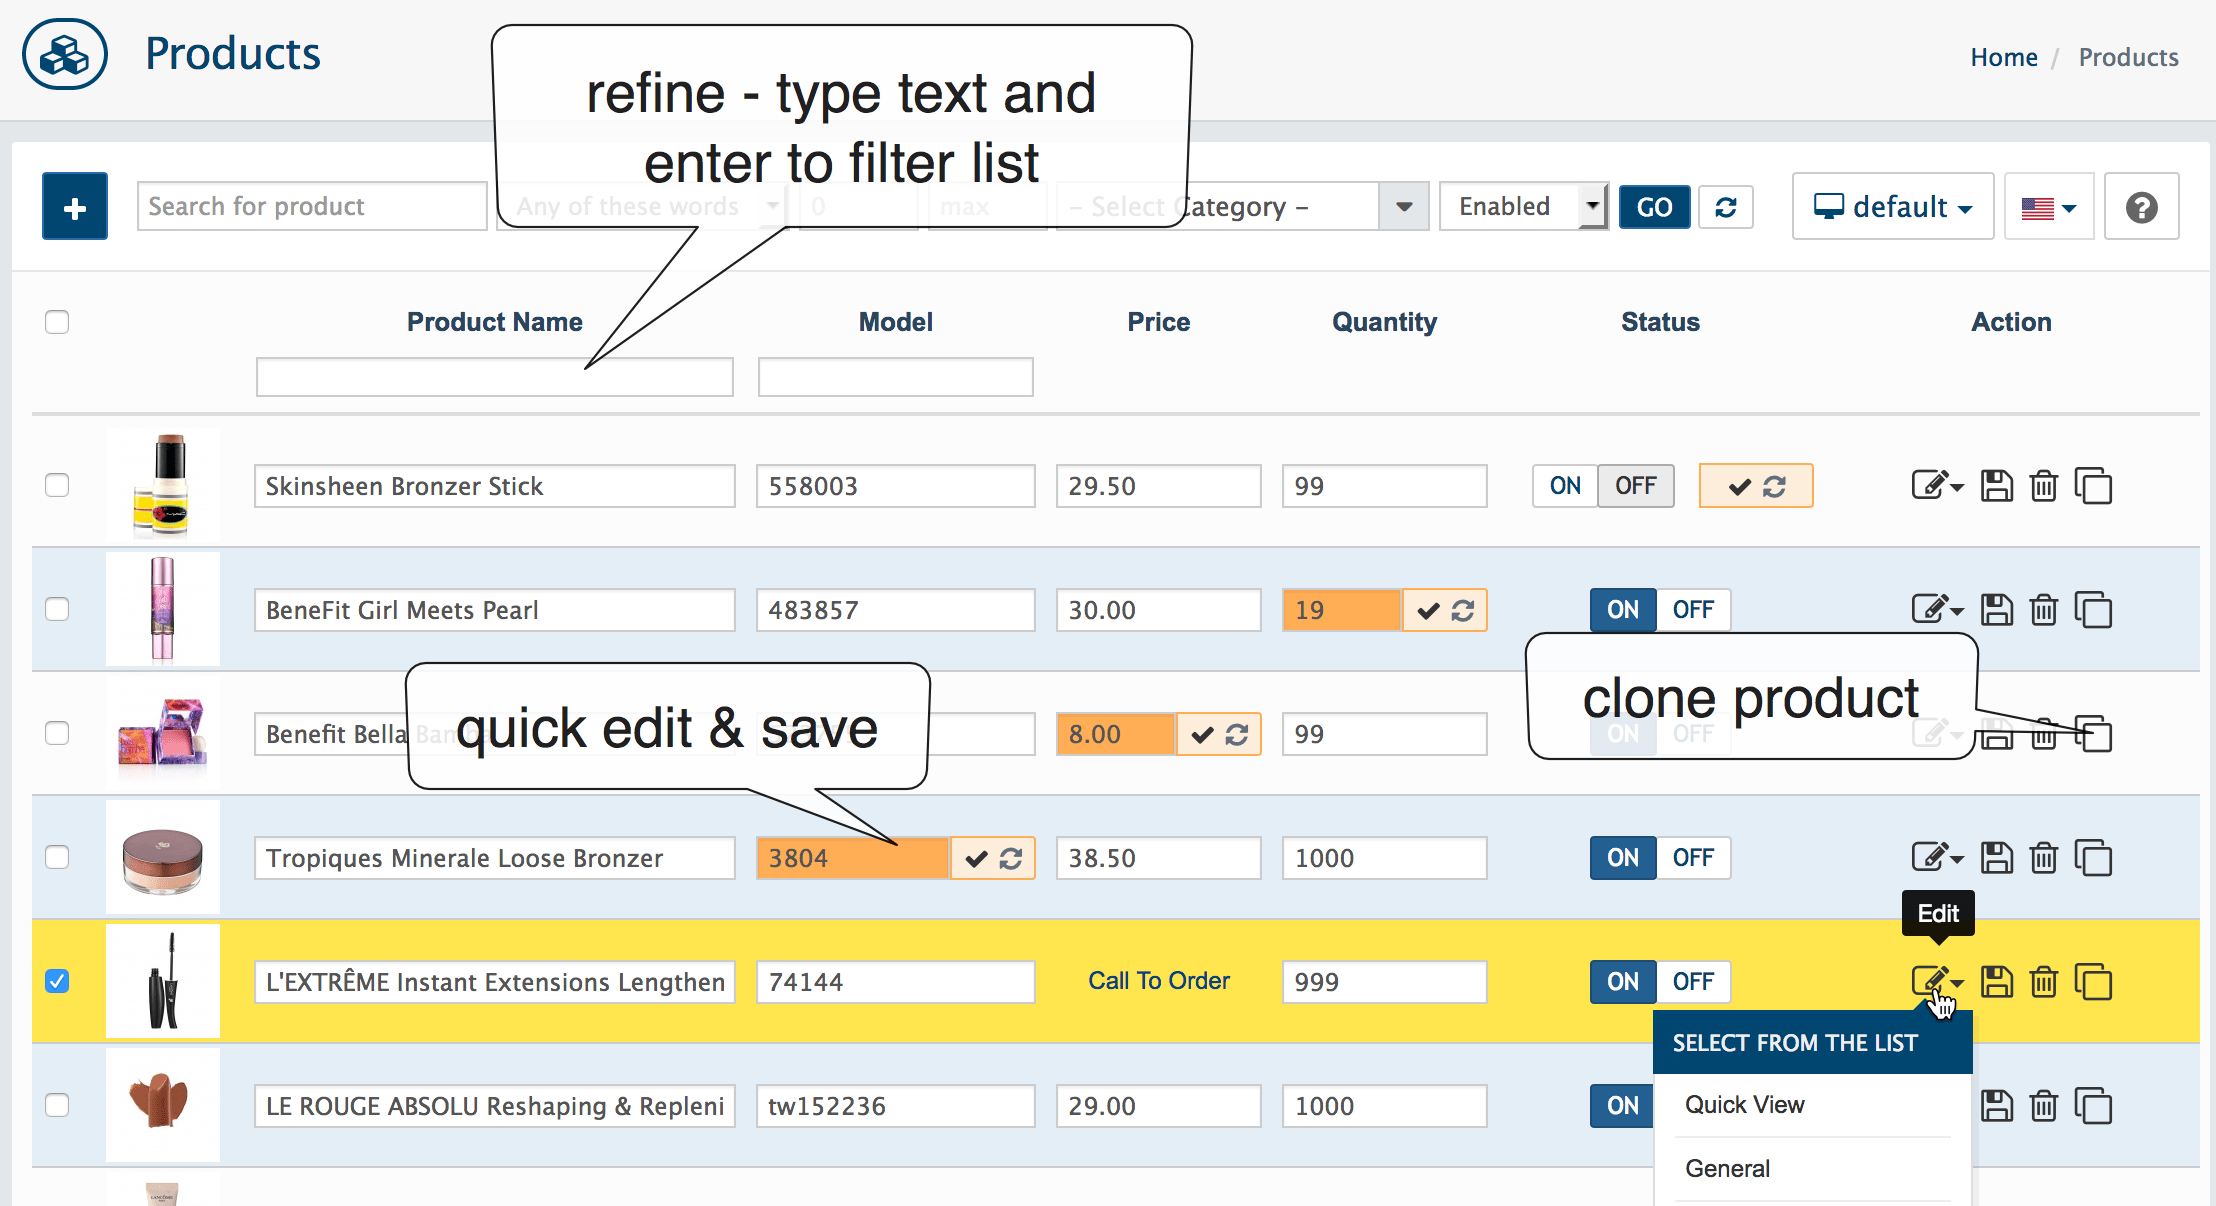 Products
Home / Products
refine - type text and
enter to filter list
Search for product
Any of these words
0
max
- Select Category -
Enabled
GO
default
?
Product Name
Model
Price
Quantity
Status
Action
Skinsheen Bronzer Stick
558003
29.50
99
ON
OFF
BeneFit Girl Meets Pearl
483857
30.00
19
ON
OFF
quick edit & save
clone product
Benefit Bella Bamba
8.00
99
ON
OFF
Tropiques Minerale Loose Bronzer
3804
38.50
1000
ON
OFF
Edit
L'EXTRÊME Instant Extensions Lengthen
74144
Call To Order
999
ON
OFF
SELECT FROM THE LIST
LE ROUGE ABSOLU Reshaping & Repleni
tw152236
29.00
1000
ON
Quick View
General
LANCÔME